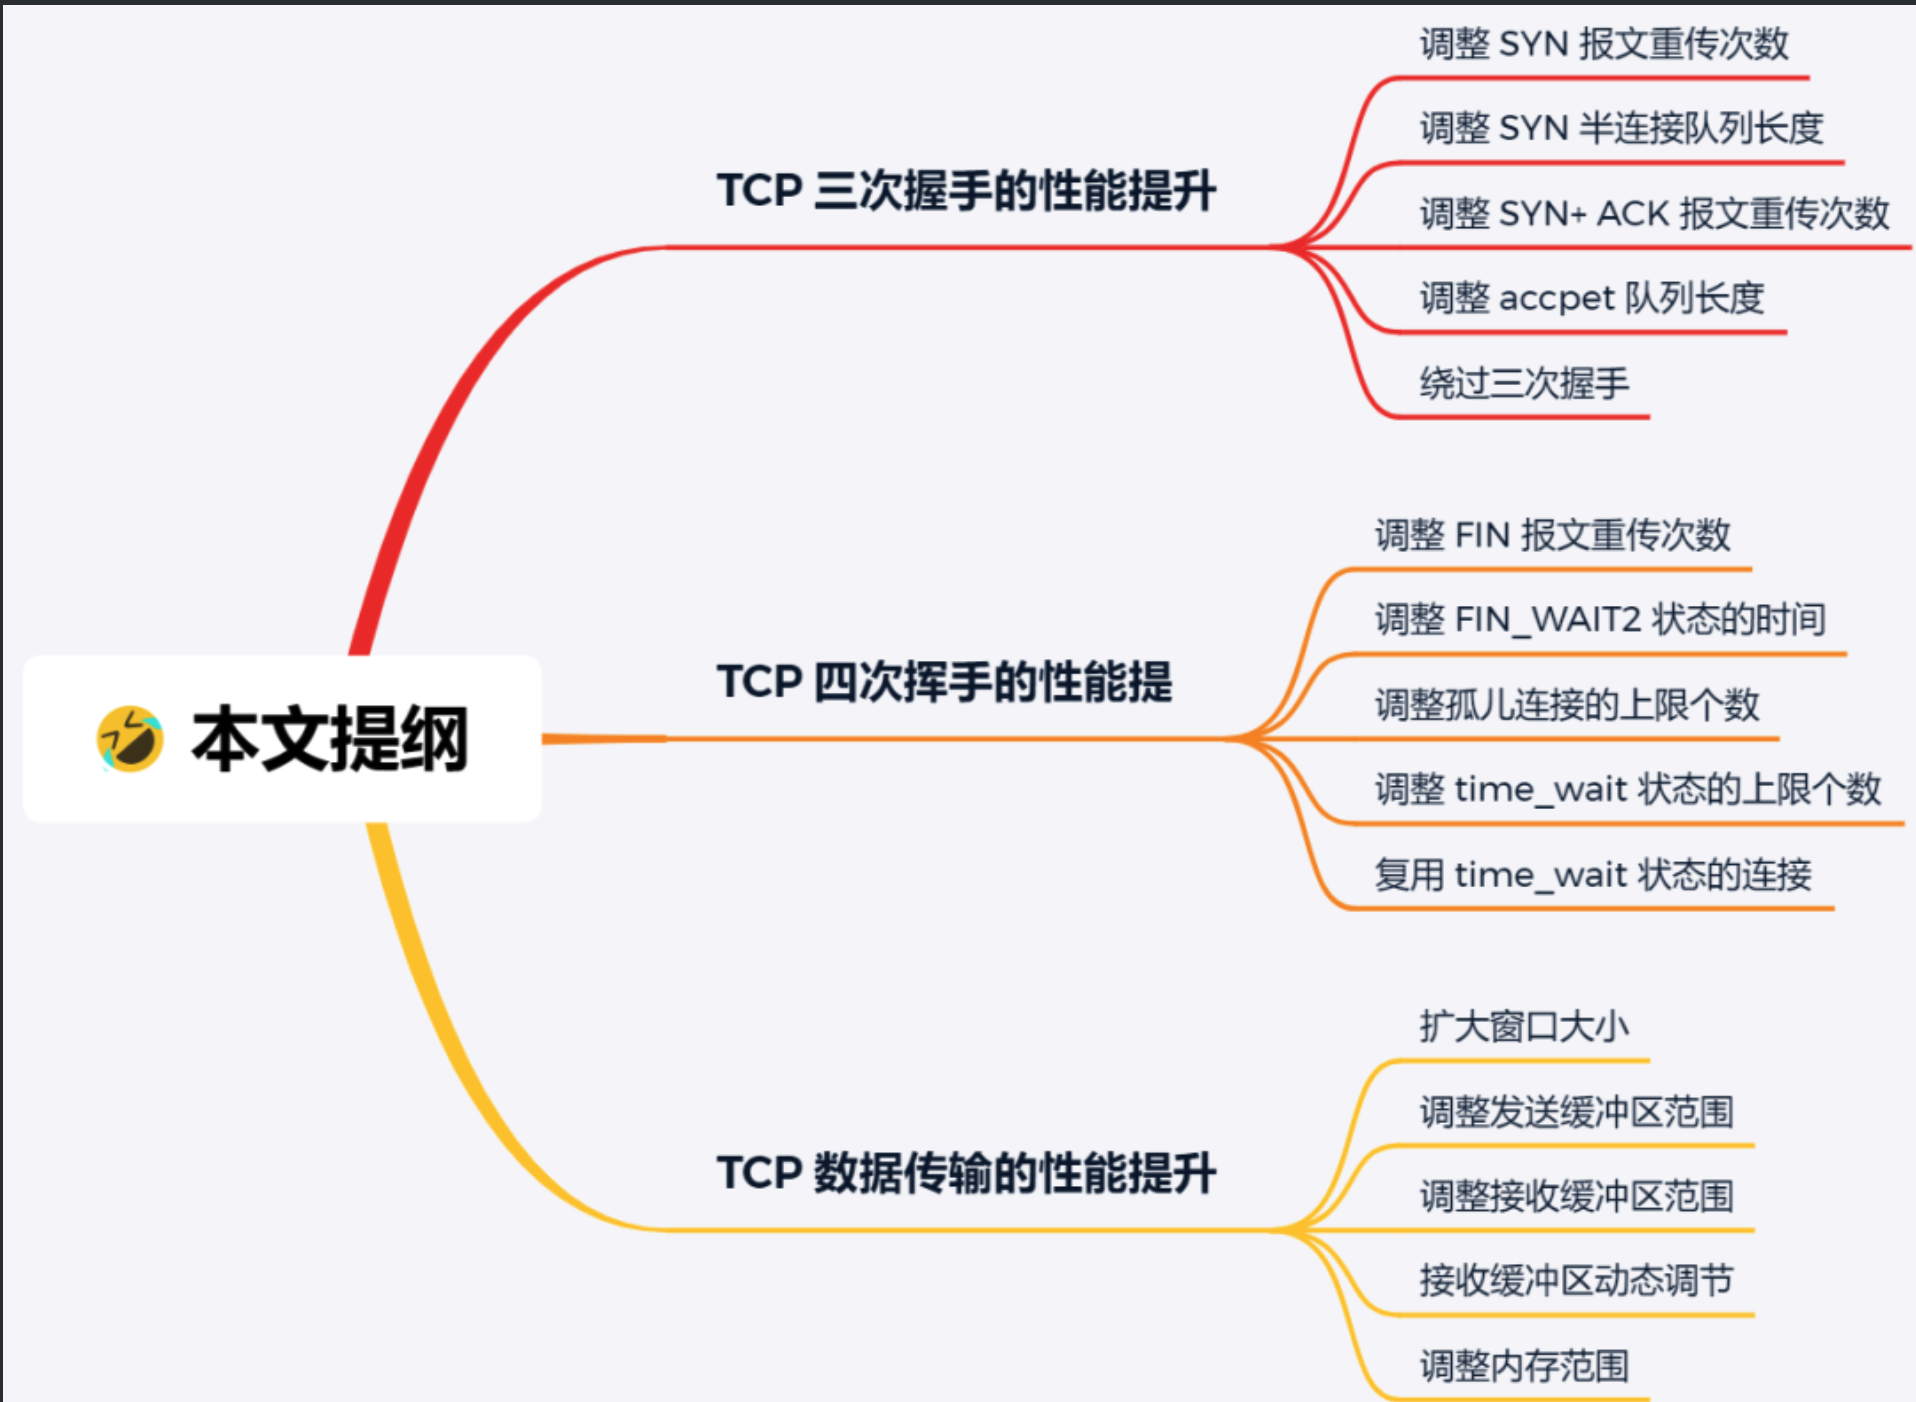 本文提纲
TCP 三次握手的性能提升
调整 SYN 报文重传次数
调整 SYN 半连接队列长度
调整 SYN+ ACK 报文重传次数
调整 accpet 队列长度
绕过三次握手
TCP 四次挥手的性能提
调整 FIN 报文重传次数
调整 FIN_WAIT2 状态的时间
调整孤儿连接的上限个数
调整 time_wait 状态的上限个数
复用 time_wait 状态的连接
TCP 数据传输的性能提升
扩大窗口大小
调整发送缓冲区范围
调整接收缓冲区范围
接收缓冲区动态调节
调整内存范围